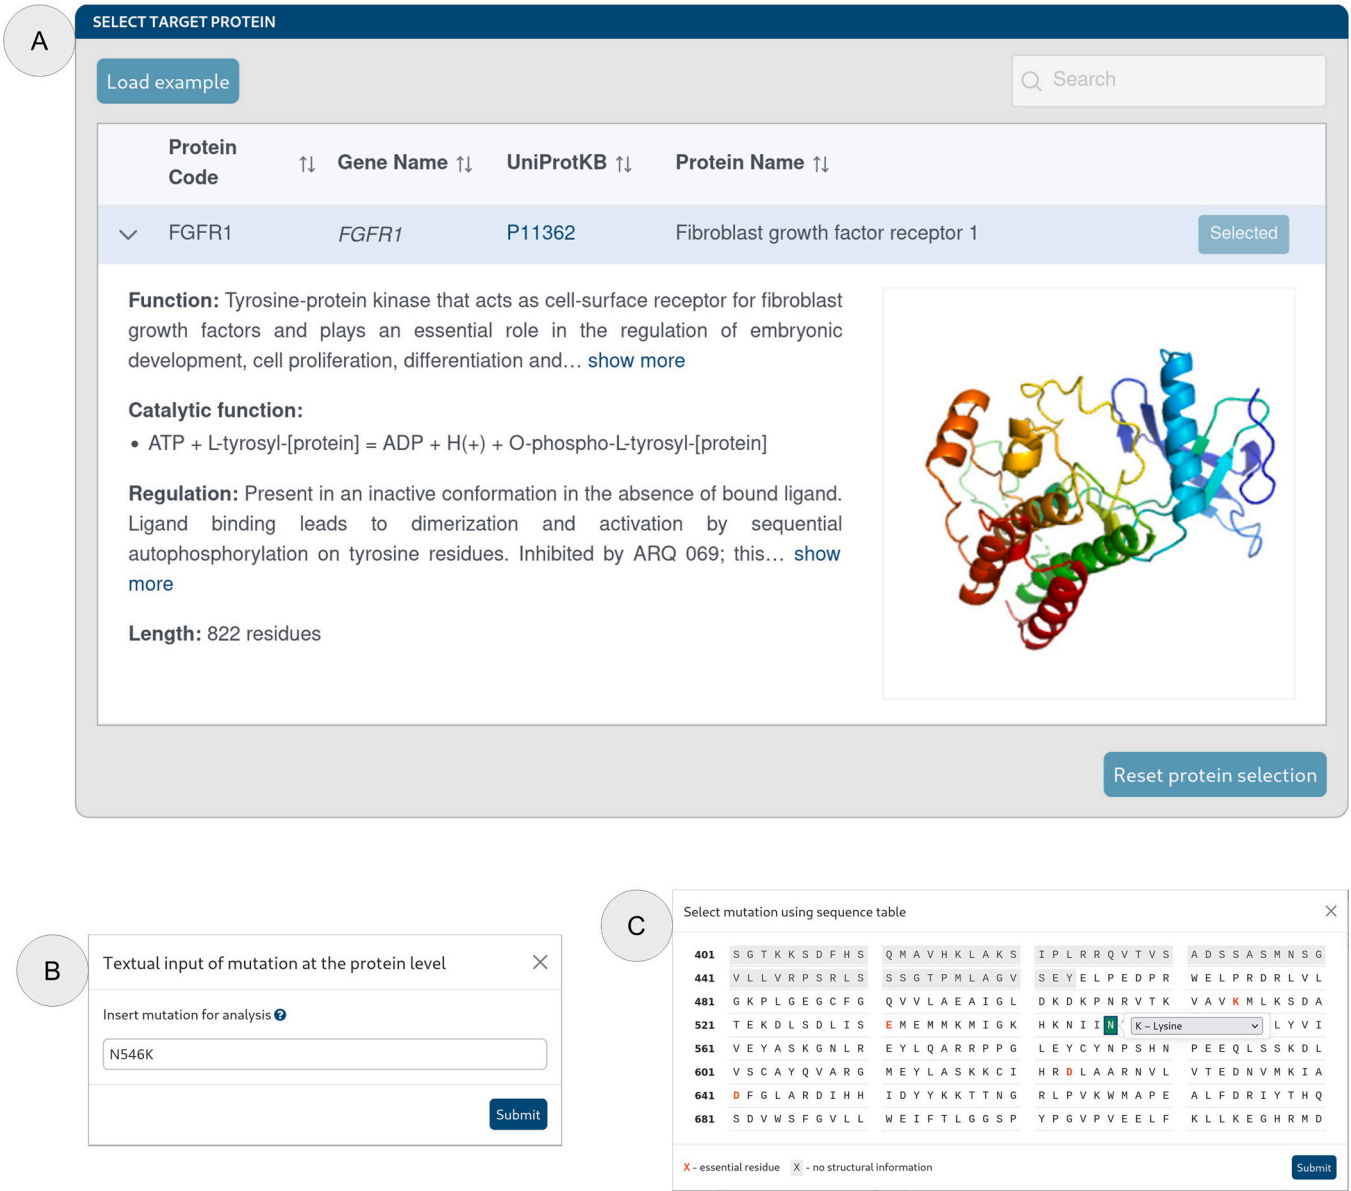 A
SELECT TARGET PROTEIN
Load example
Search
Protein Code
Gene Name
UniProtKB
Protein Name
FGFR1
FGFR1
P11362
Fibroblast growth factor receptor 1
Selected
Function: Tyrosine-protein kinase that acts as cell-surface receptor for fibroblast
growth factors and plays an essential role in the regulation of embryonic
development, cell proliferation, differentiation and... show more
Catalytic function:
• ATP + L-tyrosyl-[protein] = ADP + H(+) + O-phospho-L-tyrosyl-[protein]
Regulation: Present in an inactive conformation in the absence of bound ligand.
Ligand binding leads to dimerization and activation by sequential
autophosphorylation on tyrosine residues. Inhibited by ARQ 069; this... show
more
Length: 822 residues
Reset protein selection
B
Textual input of mutation at the protein level
Insert mutation for analysis ?
N546K
Submit
C
Select mutation using sequence table
401 S G T K K S D F H S Q M A V H K L A K S I P L R R Q V T V S A D S S A S M N S G
441 V L L V R P S R L S S S G T P M L A G V S E Y E L P E D P R W E L P R D R L V L
481 G K P L G E G C F G Q V V L A E A I G L D K D K P N R V T K V A V K M L K S D A
521 T E K D L S D L I S E M E M M K M I G K H K N I I N K – Lysine L Y V I
561 V E Y A S K G N L R E Y L Q A R R P P G L E Y C Y N P S H N P E E Q L S S K D L
601 V S C A Y Q V A R G M E Y L A S K K C I H R D L A A R N V L V T E D N V M K I A
641 D F G L A R D I H H I D Y Y K K T T N G R L P V K W M A P E A L F D R I Y T H Q
681 S D V W S F G V L L W E I F T L G G S P Y P G V P V E E L F K L L K E G H R M D
X - essential residue X - no structural information
Submit